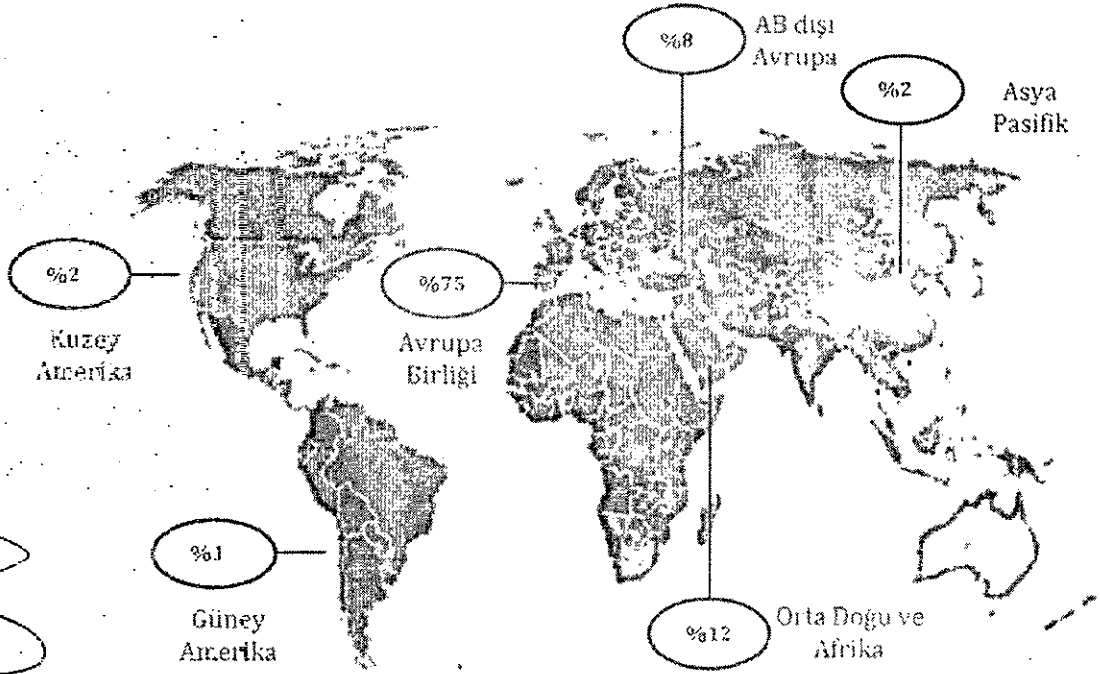 %8
AB dışı
Avrupa
%2
Asya
Pasifik
%2
Kuzey
Amerika
%75
Avrupa
Birliği
%1
Güney
Amerika
%12
Orta Doğu ve
Afrika